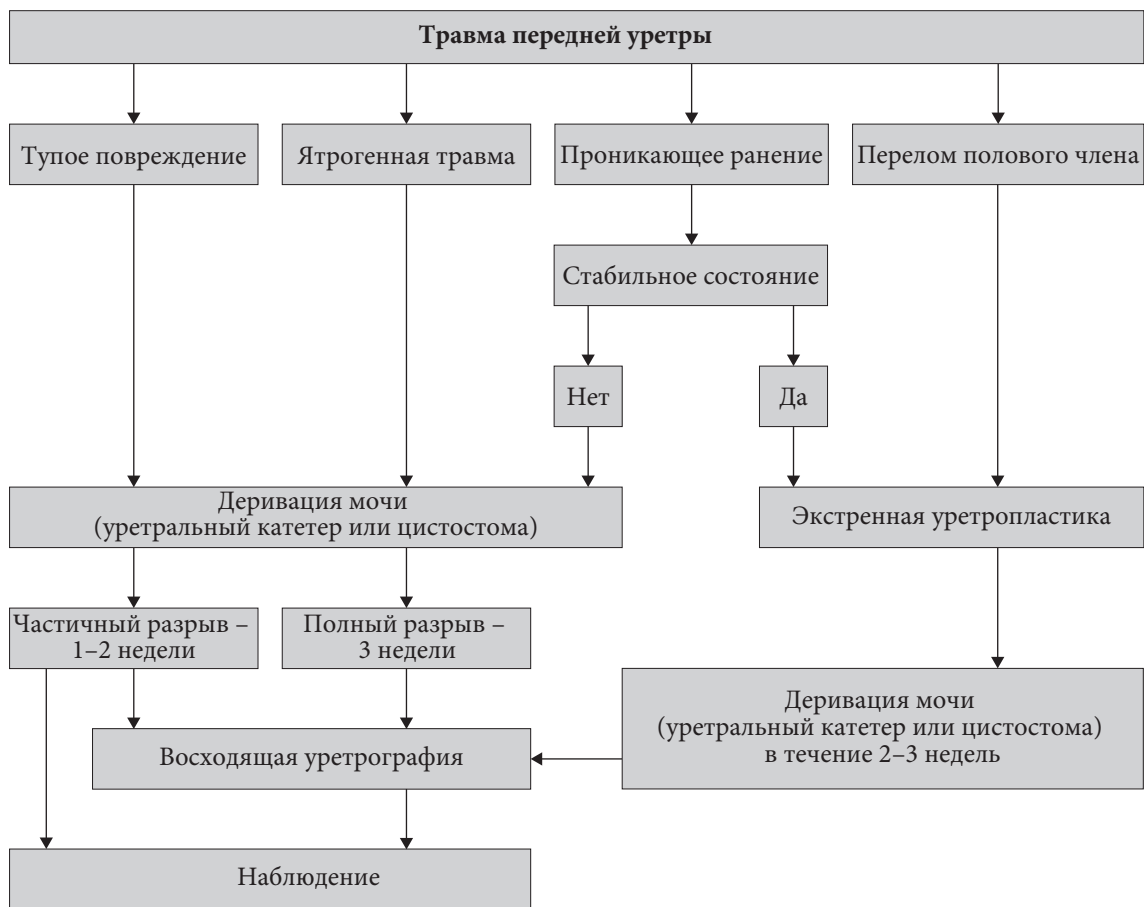 Травма передней уретры
Тупое повреждение
Ятрогенная травма
Проникающее ранение
Перелом полового члена
Стабильное состояние
Нет
Да
Деривация мочи
(уретральный катетер или цистостома)
Экстренная уретропластика
Частичный разрыв –
1–2 недели
Полный разрыв –
3 недели
Деривация мочи
(уретральный катетер или цистостома)
в течение 2–3 недель
Восходящая уретрография
Наблюдение